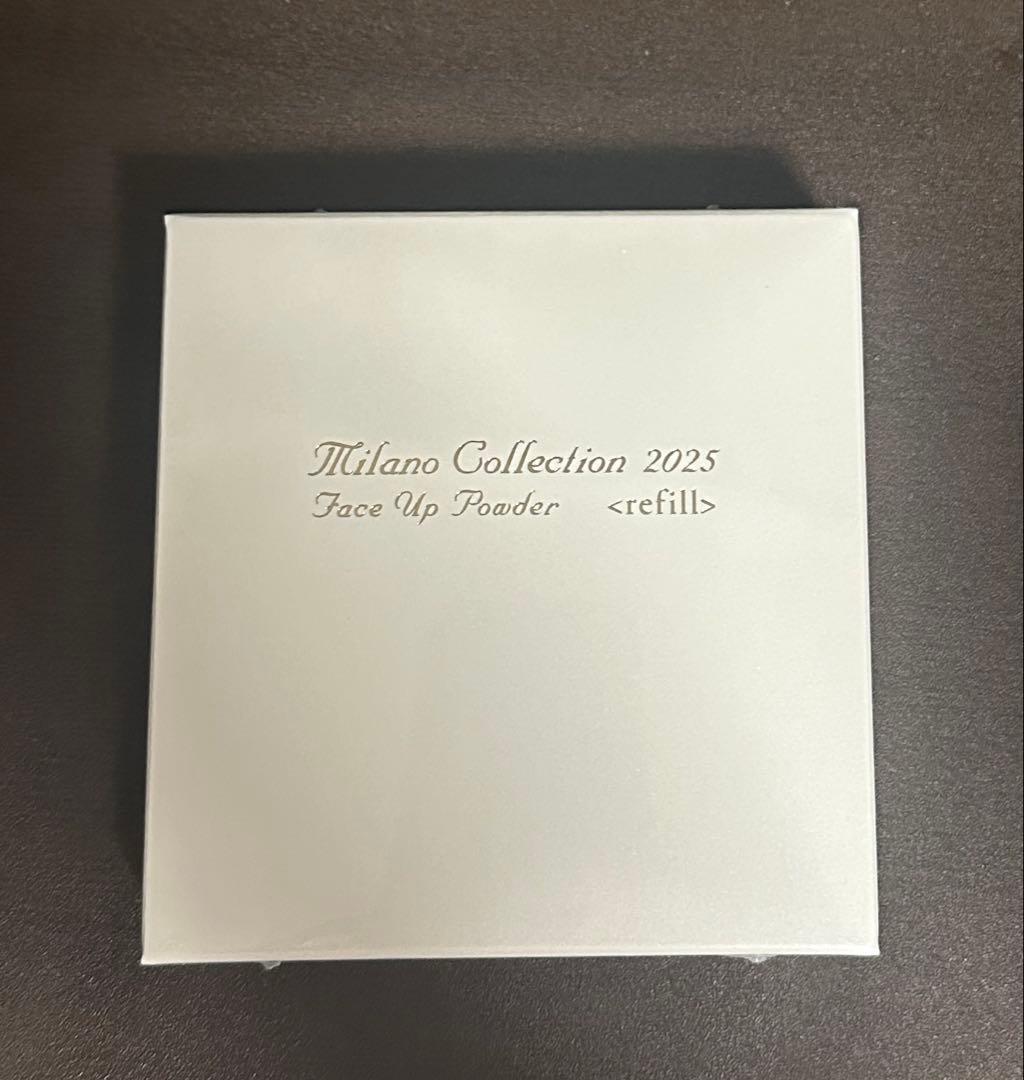 Milano Collection 2025
Face Up Powder <refill>